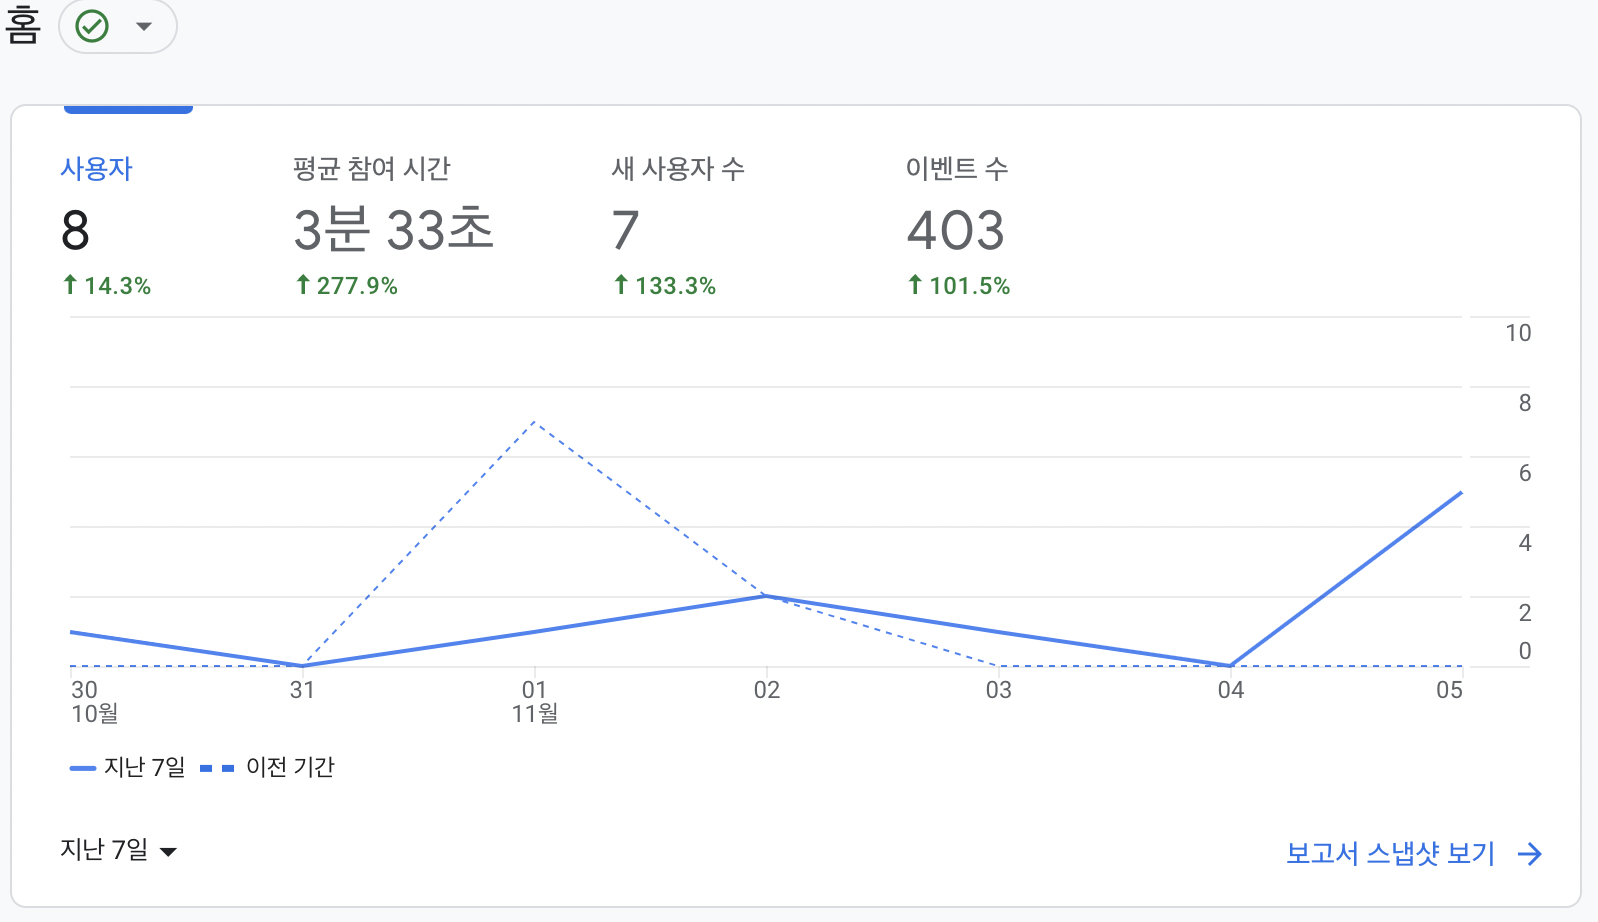 홈
사용자
8
14.3%
평균 참여 시간
3분 33초
277.9%
새 사용자 수
7
133.3%
이벤트 수
403
101.5%
10
8
6
4
2
0
30
10월
31
01
11월
02
03
04
05
지난 7일
이전 기간
지난 7일
보고서 스냅샷 보기